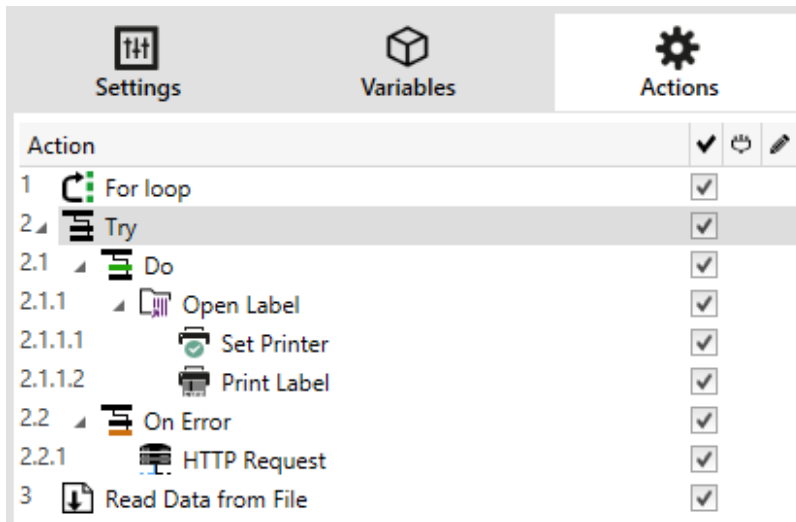 Settings Variables Actions
Action
1 For loop
2 Try
2.1 Do
2.1.1 Open Label
2.1.1.1 Set Printer
2.1.1.2 Print Label
2.2 On Error
2.2.1 HTTP Request
3 Read Data from File